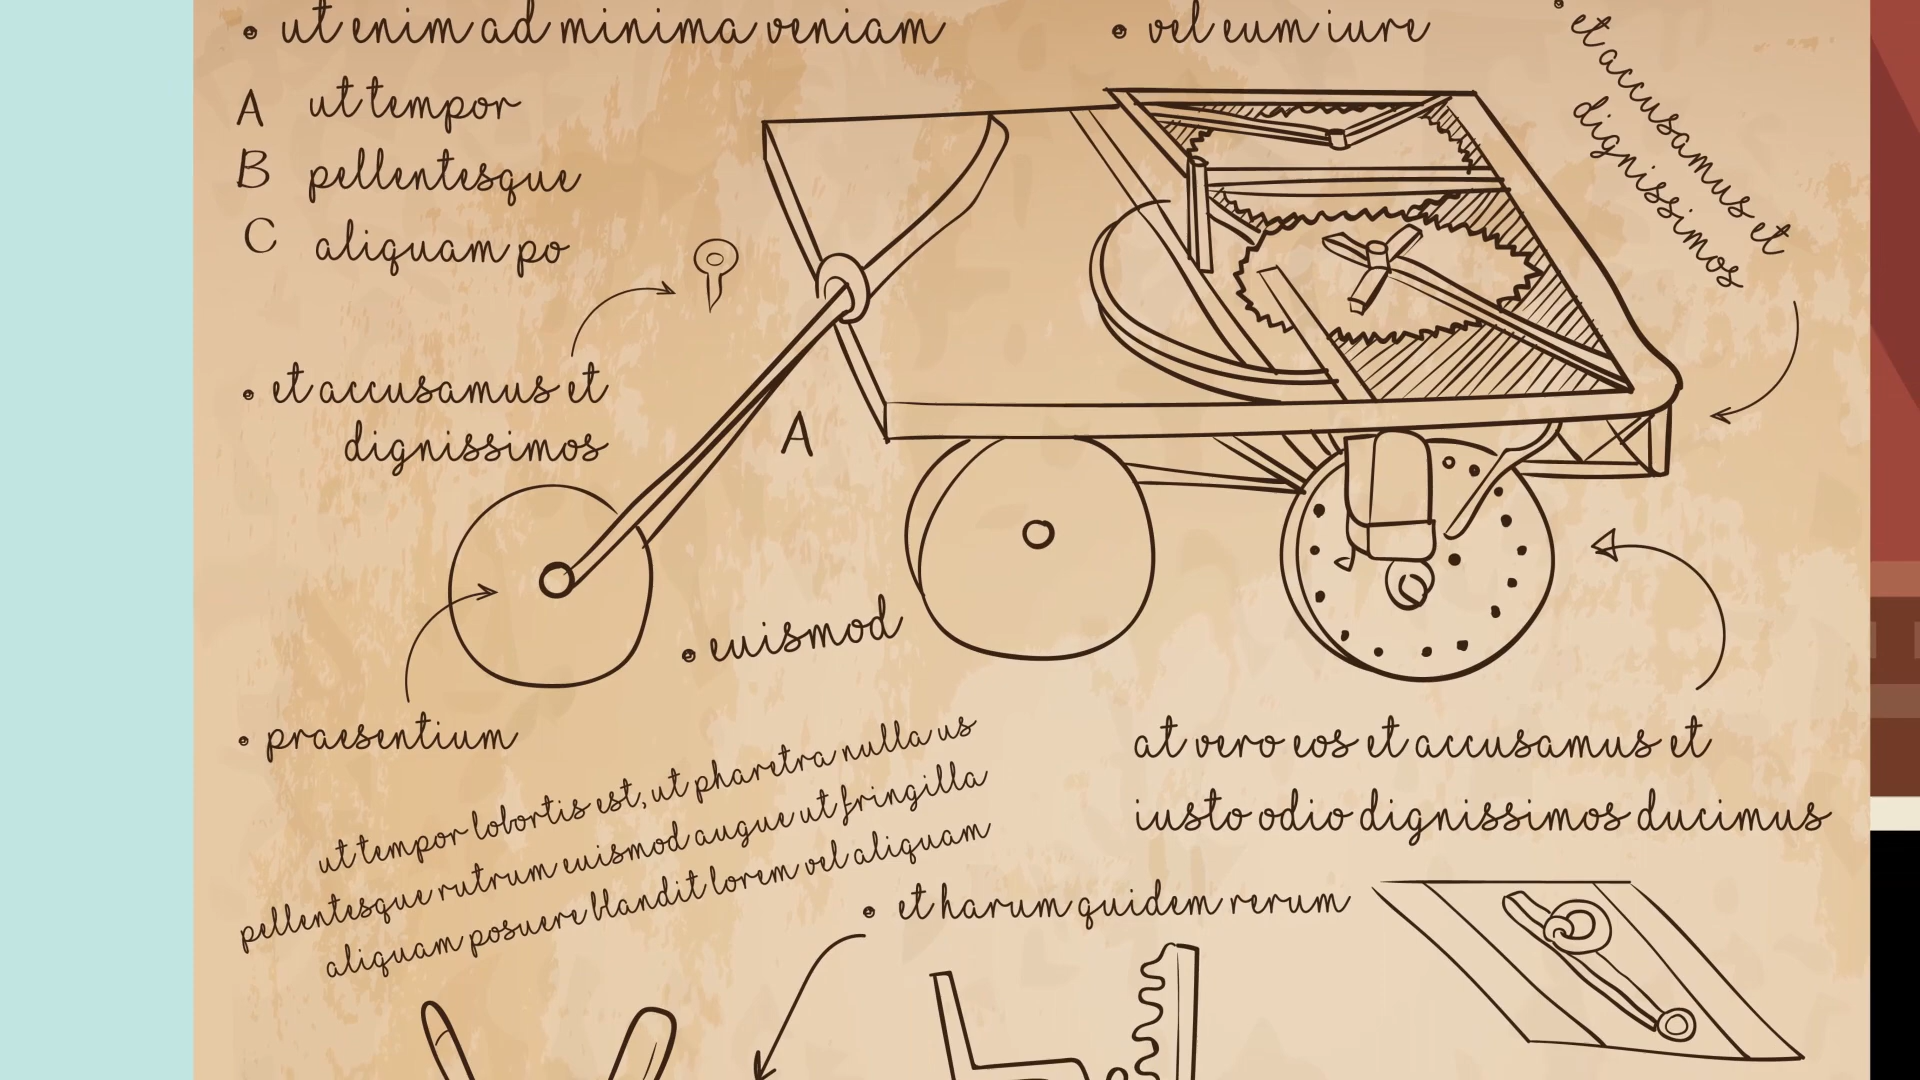 ut enim ad minima veniam
vel eum iure
et accusamus et
dignissimos
A ut tempor
B pellentesque
C aliquam po
et accusamus et
dignissimos
A
euismod
praesentium
ut tempor lobortis est, ut pharetra nulla us
pellentesque rutrum euismod augue ut fringilla
aliquam posuere blandit lorem vel aliquam
at vero eos et accusamus et
iusto odio dignissimos ducimus
et harum quidem rerum